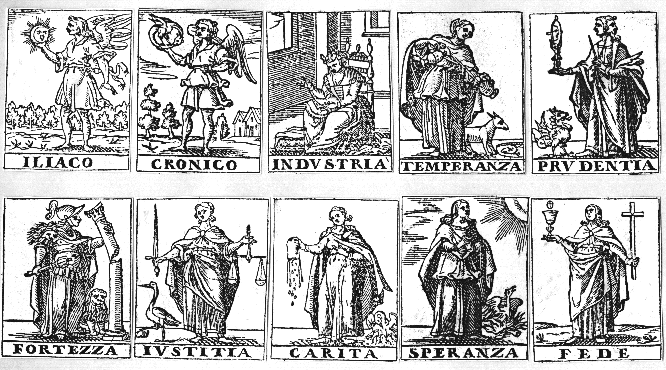 ILIACO
CRONICO
INDVSTRIA
TEMPERANZA
PRVDENTIA
FORTEZZA
IVSTITIA
CARITA
SPERANZA
FEDE